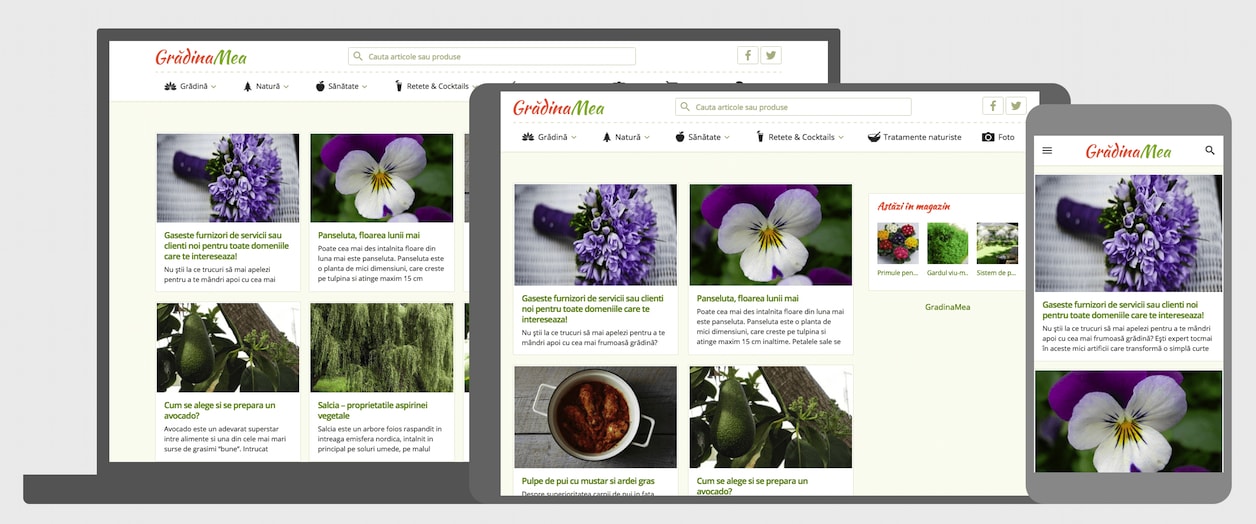 GrădinaMea
Cauta articole sau produse
Grădină
Natură
Sănătate
Retete & Cocktails
Gaseste furnizori de servicii sau
clienti noi pentru toate domeniile
care te intereseaza!
Nu știi la ce trucuri să mai apelezi
pentru a te mândri apoi cu cea mai
Panseluta, floarea lunii mai
Poate cea mai des intalnita floare din
luna mai este panseluta. Panseluta este
o planta de mici dimensiuni, care creste
pe tulpina si atinge maxim 15 cm
Cum se alege si se prepara un
avocado?
Avocado este un adevarat superstar
intre alimente si una din cele mai mari
surse de grasimi "bune". Intrucat
Salcia – proprietatile aspirinei
vegetale
Salcia este un arbore foios raspandit in
intreaga emisfera nordica, intalnit in
principal pe soluri umede, pe malul
GrădinaMea
Cauta articole sau produse
Grădină
Natură
Sănătate
Retete & Cocktails
Tratamente naturiste
Foto
Gaseste furnizori de servicii sau clienti
noi pentru toate domeniile care te
intereseaza!
Nu știi la ce trucuri să mai apelezi pentru a te
mândri apoi cu cea mai frumoasă grădină?
Panseluta, floarea lunii mai
Poate cea mai des intalnita floare din luna mai
este panseluta. Panseluta este o planta de
mici dimensiuni, care creste pe tulpina si
atinge maxim 15 cm inaltime. Petalele sale se
Astăzi în magazin
Primule pen...
Gardul viu-m..
Sistem de p...
GradinaMea
Pulpe de pui cu mustar si ardei gras
Despre superioritatea carnii de pui in fata
Cum se alege si se prepara un
avocado?
GrădinaMea
Gaseste furnizori de servicii sau clienti noi
pentru toate domeniile care te intereseaza!
Nu știi la ce trucuri să mai apelezi pentru a te mândri
apoi cu cea mai frumoasă grădină? Ești expert tocmai
în aceste mici artificii care transformă o simplă curte